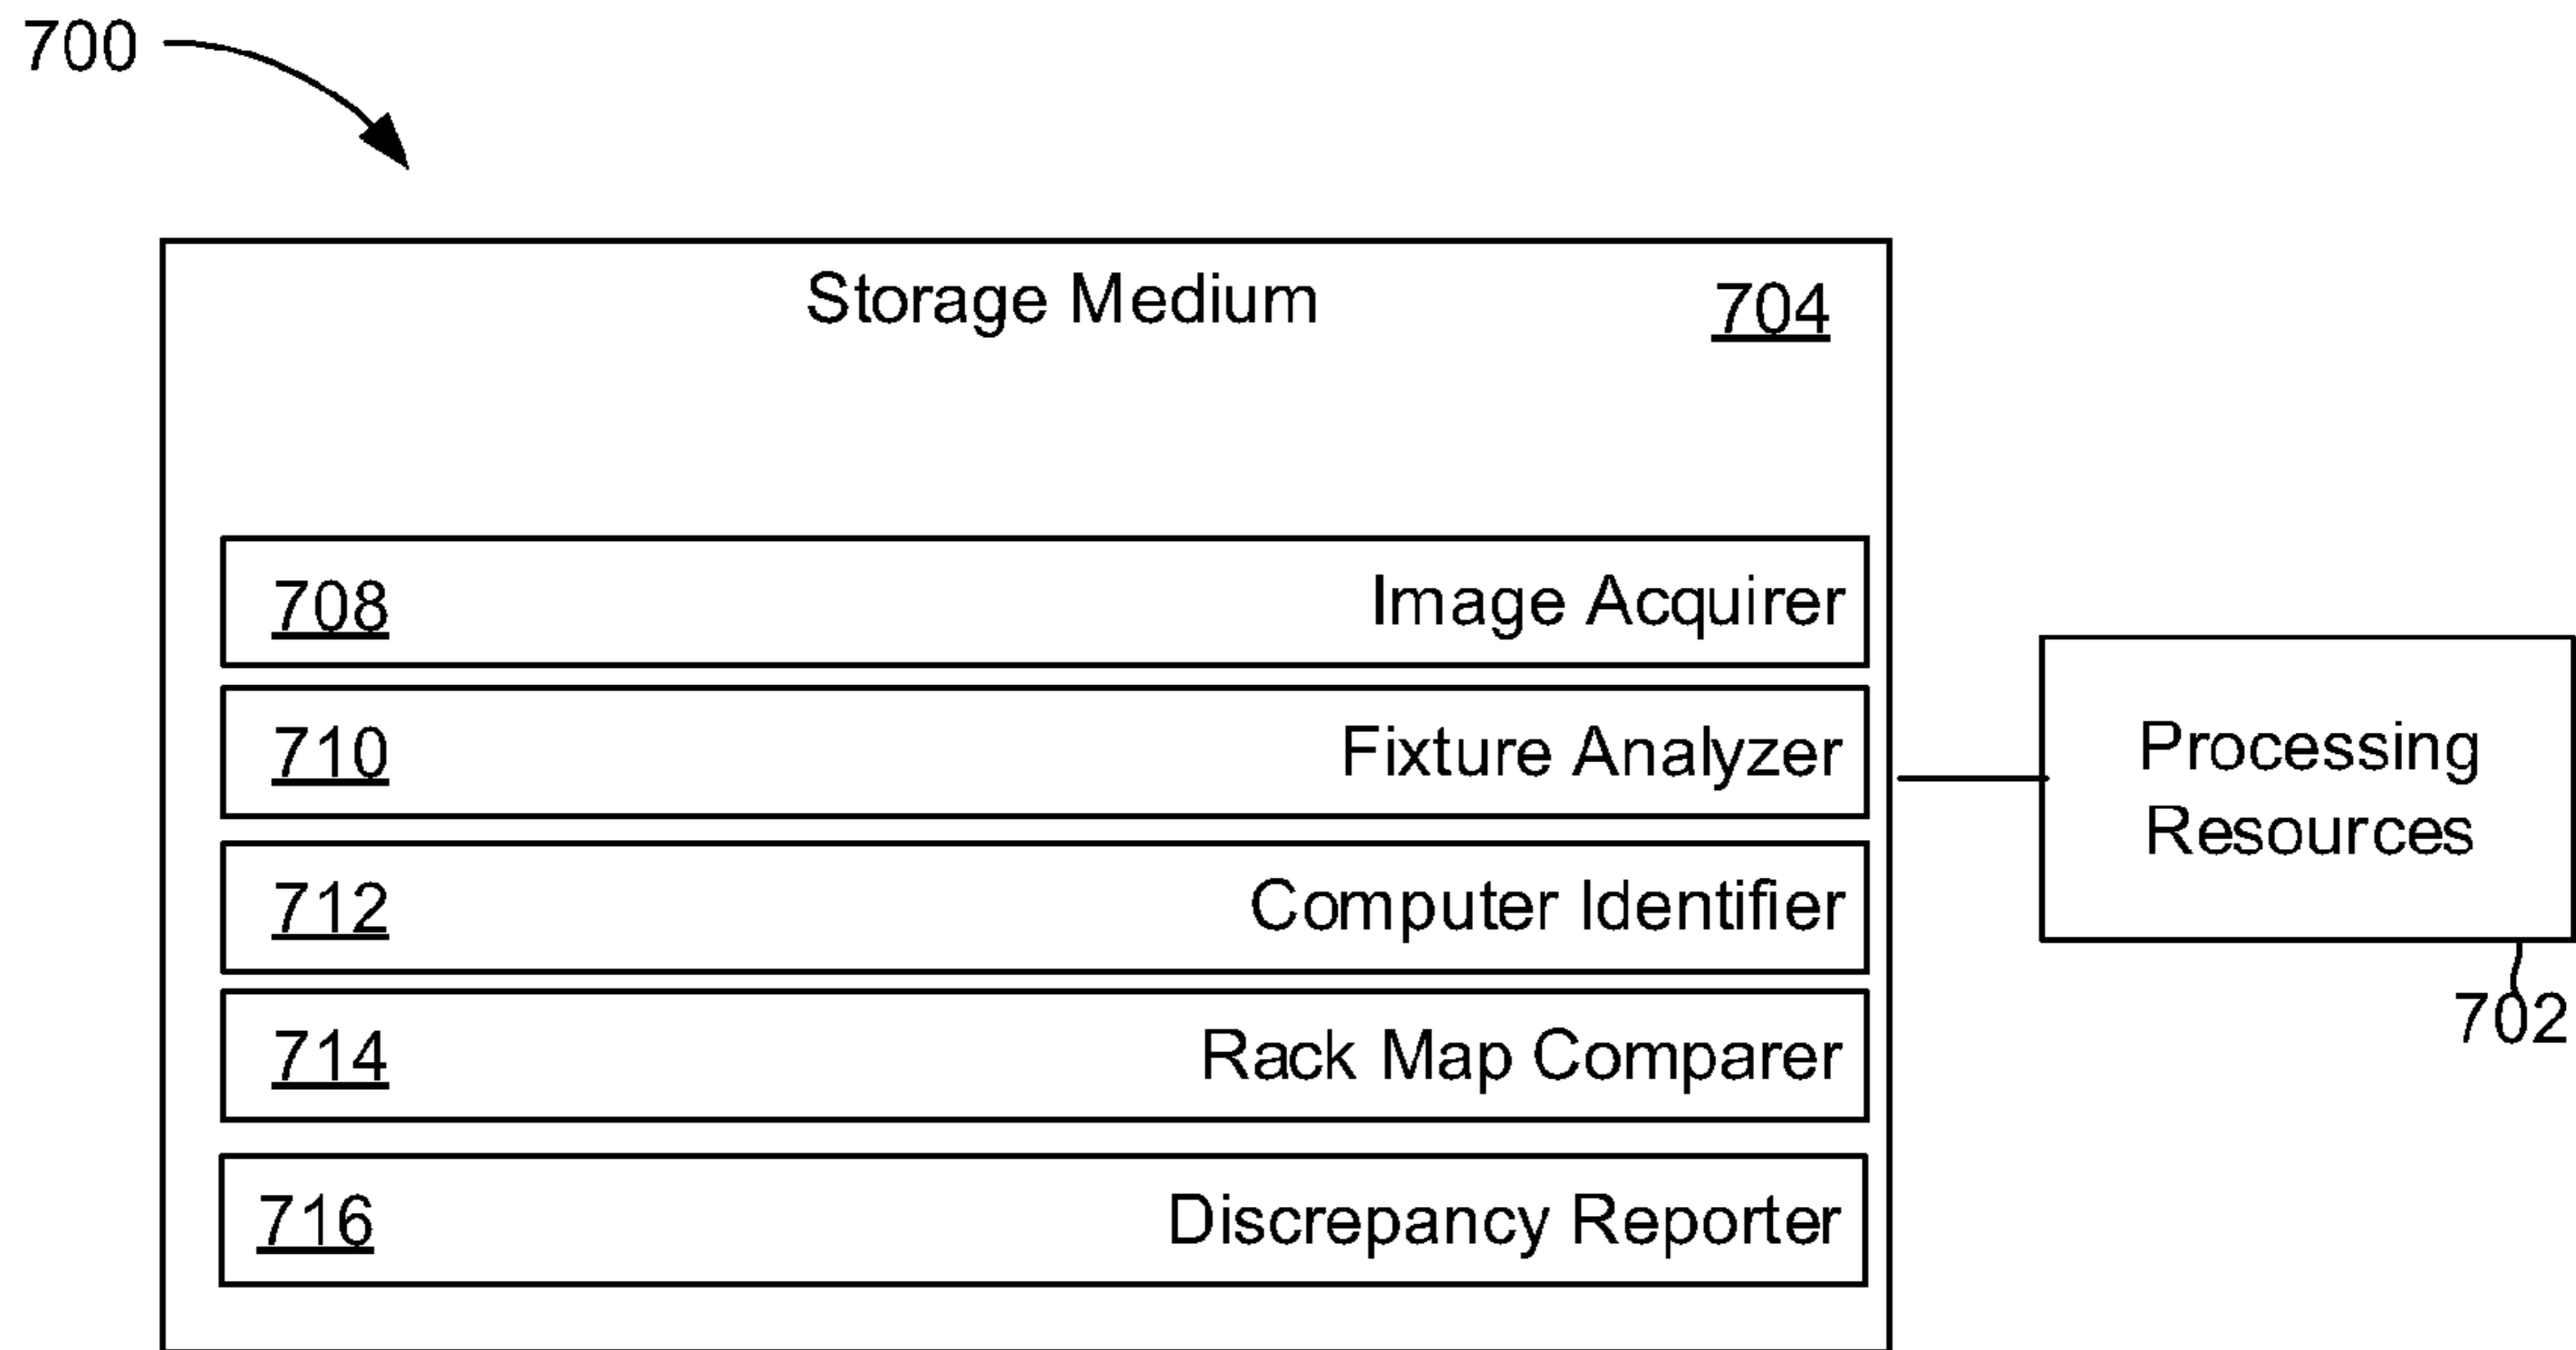 700
Storage Medium 704
708 Image Acquirer
710 Fixture Analyzer
712 Computer Identifier
714 Rack Map Comparer
716 Discrepancy Reporter
Processing
Resources
702